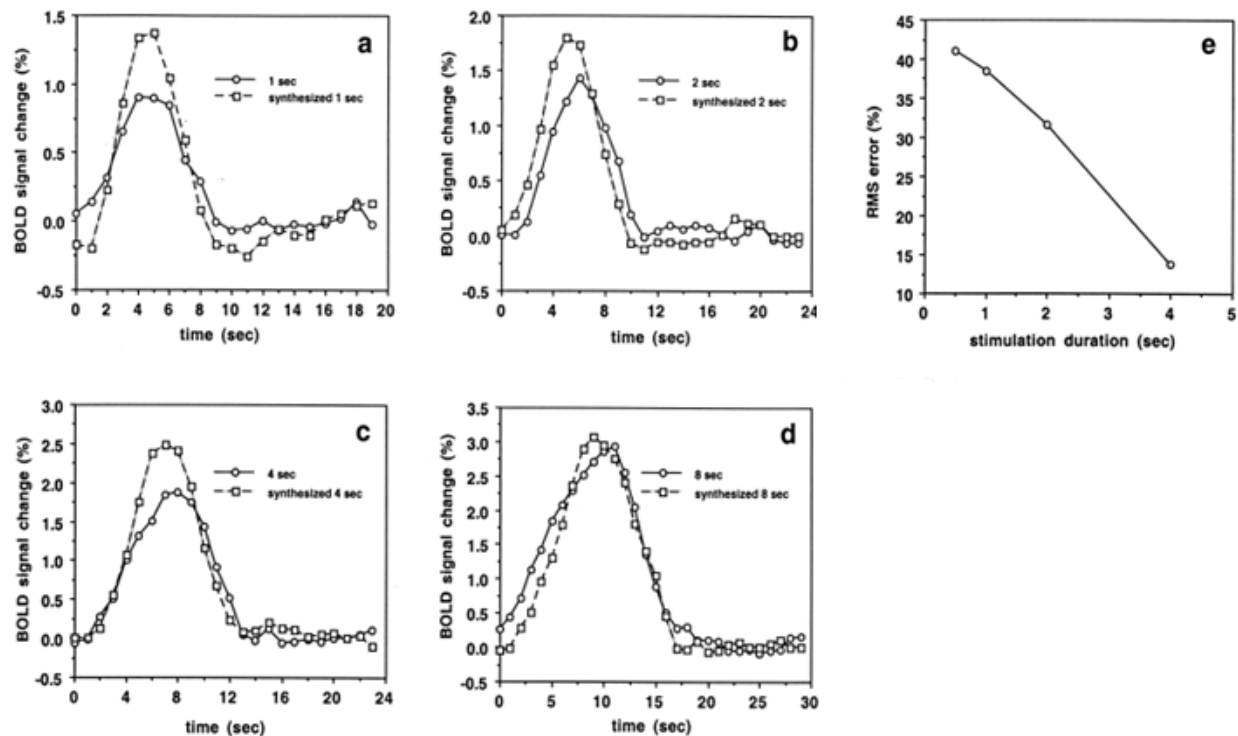 a
1 sec
synthesized 1 sec
BOLD signal change (%)
1.5
1.0
0.5
0.0
-0.5
0 2 4 6 8 10 12 14 16 18 20
time (sec)
b
2 sec
synthesized 2 sec
BOLD signal change (%)
2.0
1.5
1.0
0.5
0.0
-0.5
0 2 4 6 8 10 12 14 16 18 20 22 24
time (sec)
e
RMS error (%)
45
40
35
30
25
20
15
10
0 1 2 3 4 5
stimulation duration (sec)
c
4 sec
synthesized 4 sec
BOLD signal change (%)
3.0
2.5
2.0
1.5
1.0
0.5
0.0
-0.5
0 4 8 12 16 20 24
time (sec)
d
8 sec
synthesized 8 sec
BOLD signal change (%)
3.5
3.0
2.5
2.0
1.5
1.0
0.5
0.0
-0.5
0 5 10 15 20 25 30
time (sec)